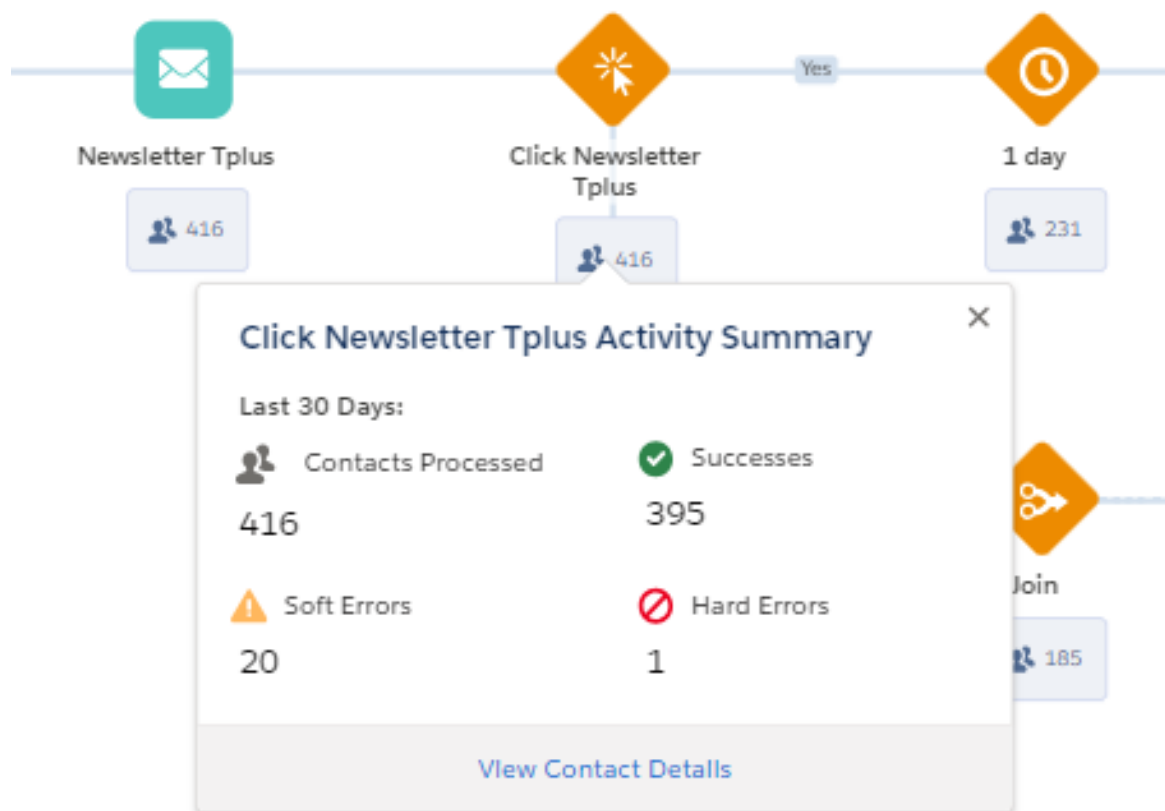 Yes
Newsletter Tplus
Click Newsletter
Tplus
1 day
416
416
231
Click Newsletter Tplus Activity Summary
Last 30 Days:
Contacts Processed
416
Successes
395
Soft Errors
20
Hard Errors
1
View Contact Details
Join
185